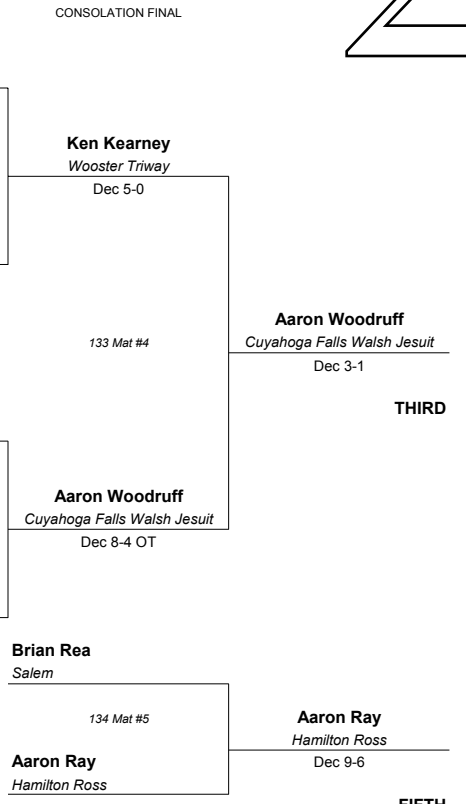 CONSOLATION FINAL
Ken Kearney
Wooster Triway
Dec 5-0
133 Mat #4
Aaron Woodruff
Cuyahoga Falls Walsh Jesuit
Dec 3-1
THIRD
Aaron Woodruff
Cuyahoga Falls Walsh Jesuit
Dec 8-4 OT
Brian Rea
Salem
134 Mat #5
Aaron Ray
Hamilton Ross
Aaron Ray
Hamilton Ross
Dec 9-6
FIFTH